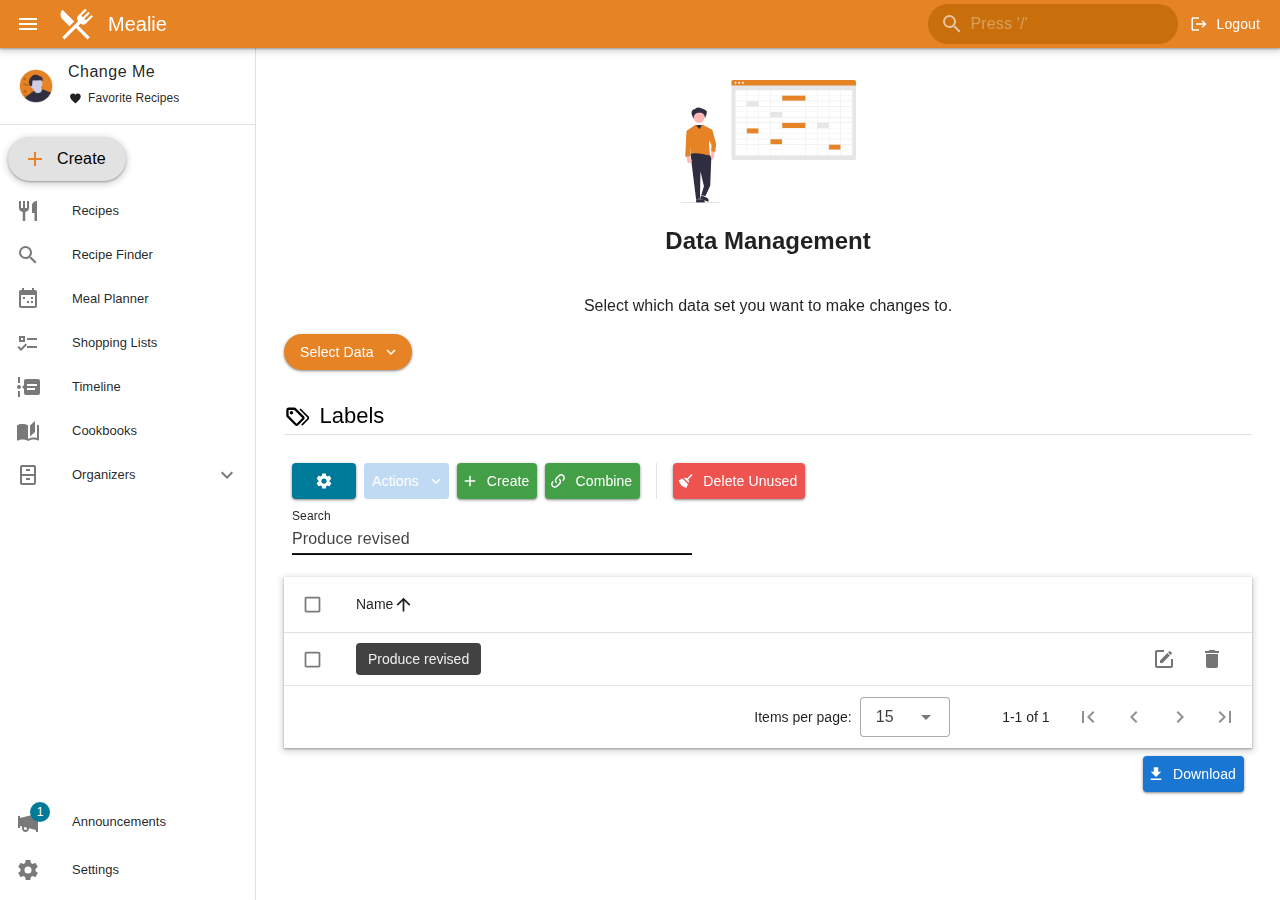 Mealie
Press '/'
Logout
Change Me
Favorite Recipes
Create
Recipes
Recipe Finder
Meal Planner
Shopping Lists
Timeline
Cookbooks
Organizers
1
Announcements
Settings
Data Management
Select which data set you want to make changes to.
Select Data
Labels
Actions
Create
Combine
Delete Unused
Search
Produce revised
Name
Produce revised
Items per page:
15
1-1 of 1
Download